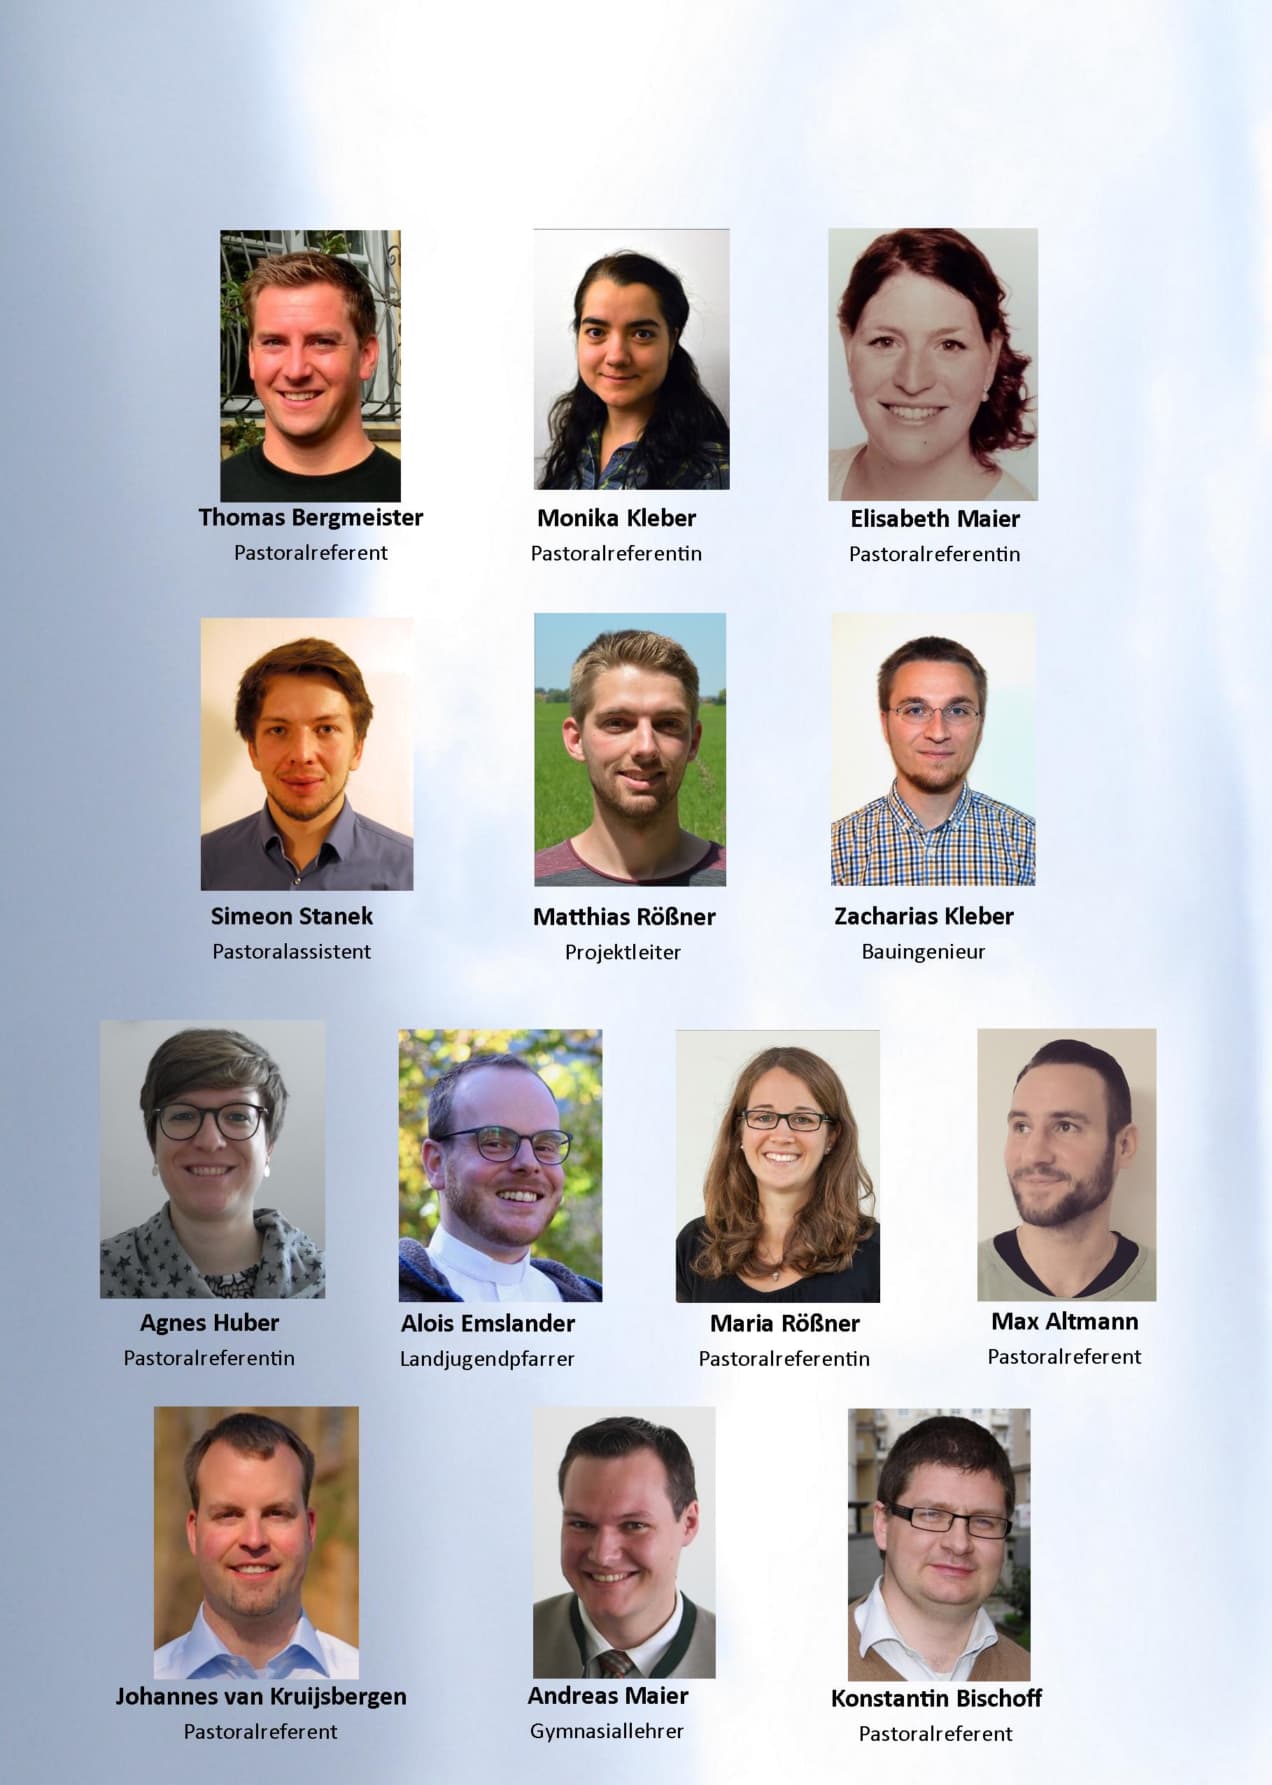 Thomas Bergmeister
Pastoralreferent
Monika Kleber
Pastoralreferentin
Elisabeth Maier
Pastoralreferentin
Simeon Stanek
Pastoralassistent
Matthias Rößner
Projektleiter
Zacharias Kleber
Bauingenieur
Agnes Huber
Pastoralreferentin
Alois Emslander
Landjugendpfarrer
Maria Rößner
Pastoralreferentin
Max Altmann
Pastoralreferent
Johannes van Kruijsbergen
Pastoralreferent
Andreas Maier
Gymnasiallehrer
Konstantin Bischoff
Pastoralreferent